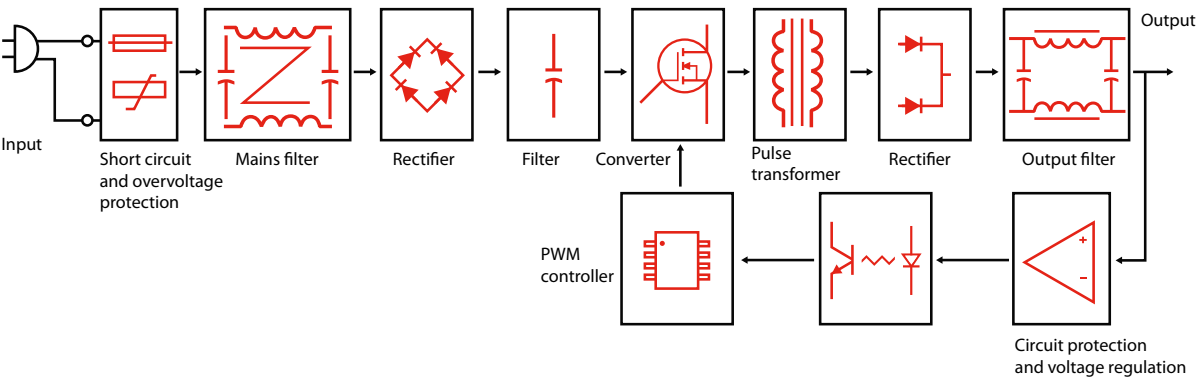 Output
Input
Short circuit
and overvoltage
protection
Mains filter
Rectifier
Filter
Converter
Pulse
transformer
Rectifier
Output filter
PWM
controller
+
-
Circuit protection
and voltage regulation